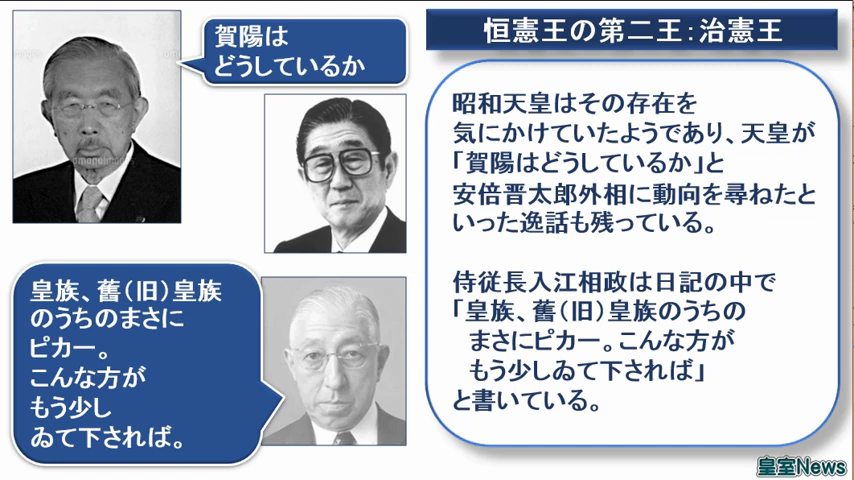 賀陽は
どうしているか
恒憲王の第二王：治憲王
昭和天皇はその存在を
気にかけていたようであり、天皇が
「賀陽はどうしているか」と
安倍晋太郎外相に動向を尋ねたと
いった逸話も残っている。
侍従長入江相政は日記の中で
「皇族、舊（旧）皇族のうちの
まさにピカー。こんな方が
もう少しゐて下されば」
と書いている。
皇族、舊（旧）皇族
のうちのまさに
ピカー。
こんな方が
もう少し
ゐて下されば。
皇室News